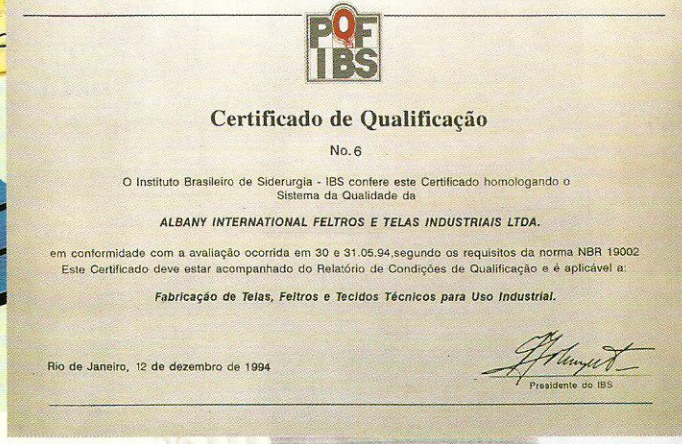 PQF
IBS
Certificado de Qualificação
No. 6
O Instituto Brasileiro de Siderurgia - IBS confere este Certificado homologando o
Sistema da Qualidade da
ALBANY INTERNATIONAL FELTROS E TELAS INDUSTRIAIS LTDA.
em conformidade com a avaliação ocorrida em 30 e 31.05.94, segundo os requisitos da norma NBR 19002
Este Certificado deve estar acompanhado do Relatório de Condições de Qualificação e é aplicável a:
Fabricação de Telas, Feltros e Tecidos Técnicos para Uso Industrial.
Rio de Janeiro, 12 de dezembro de 1994
Presidente do IBS